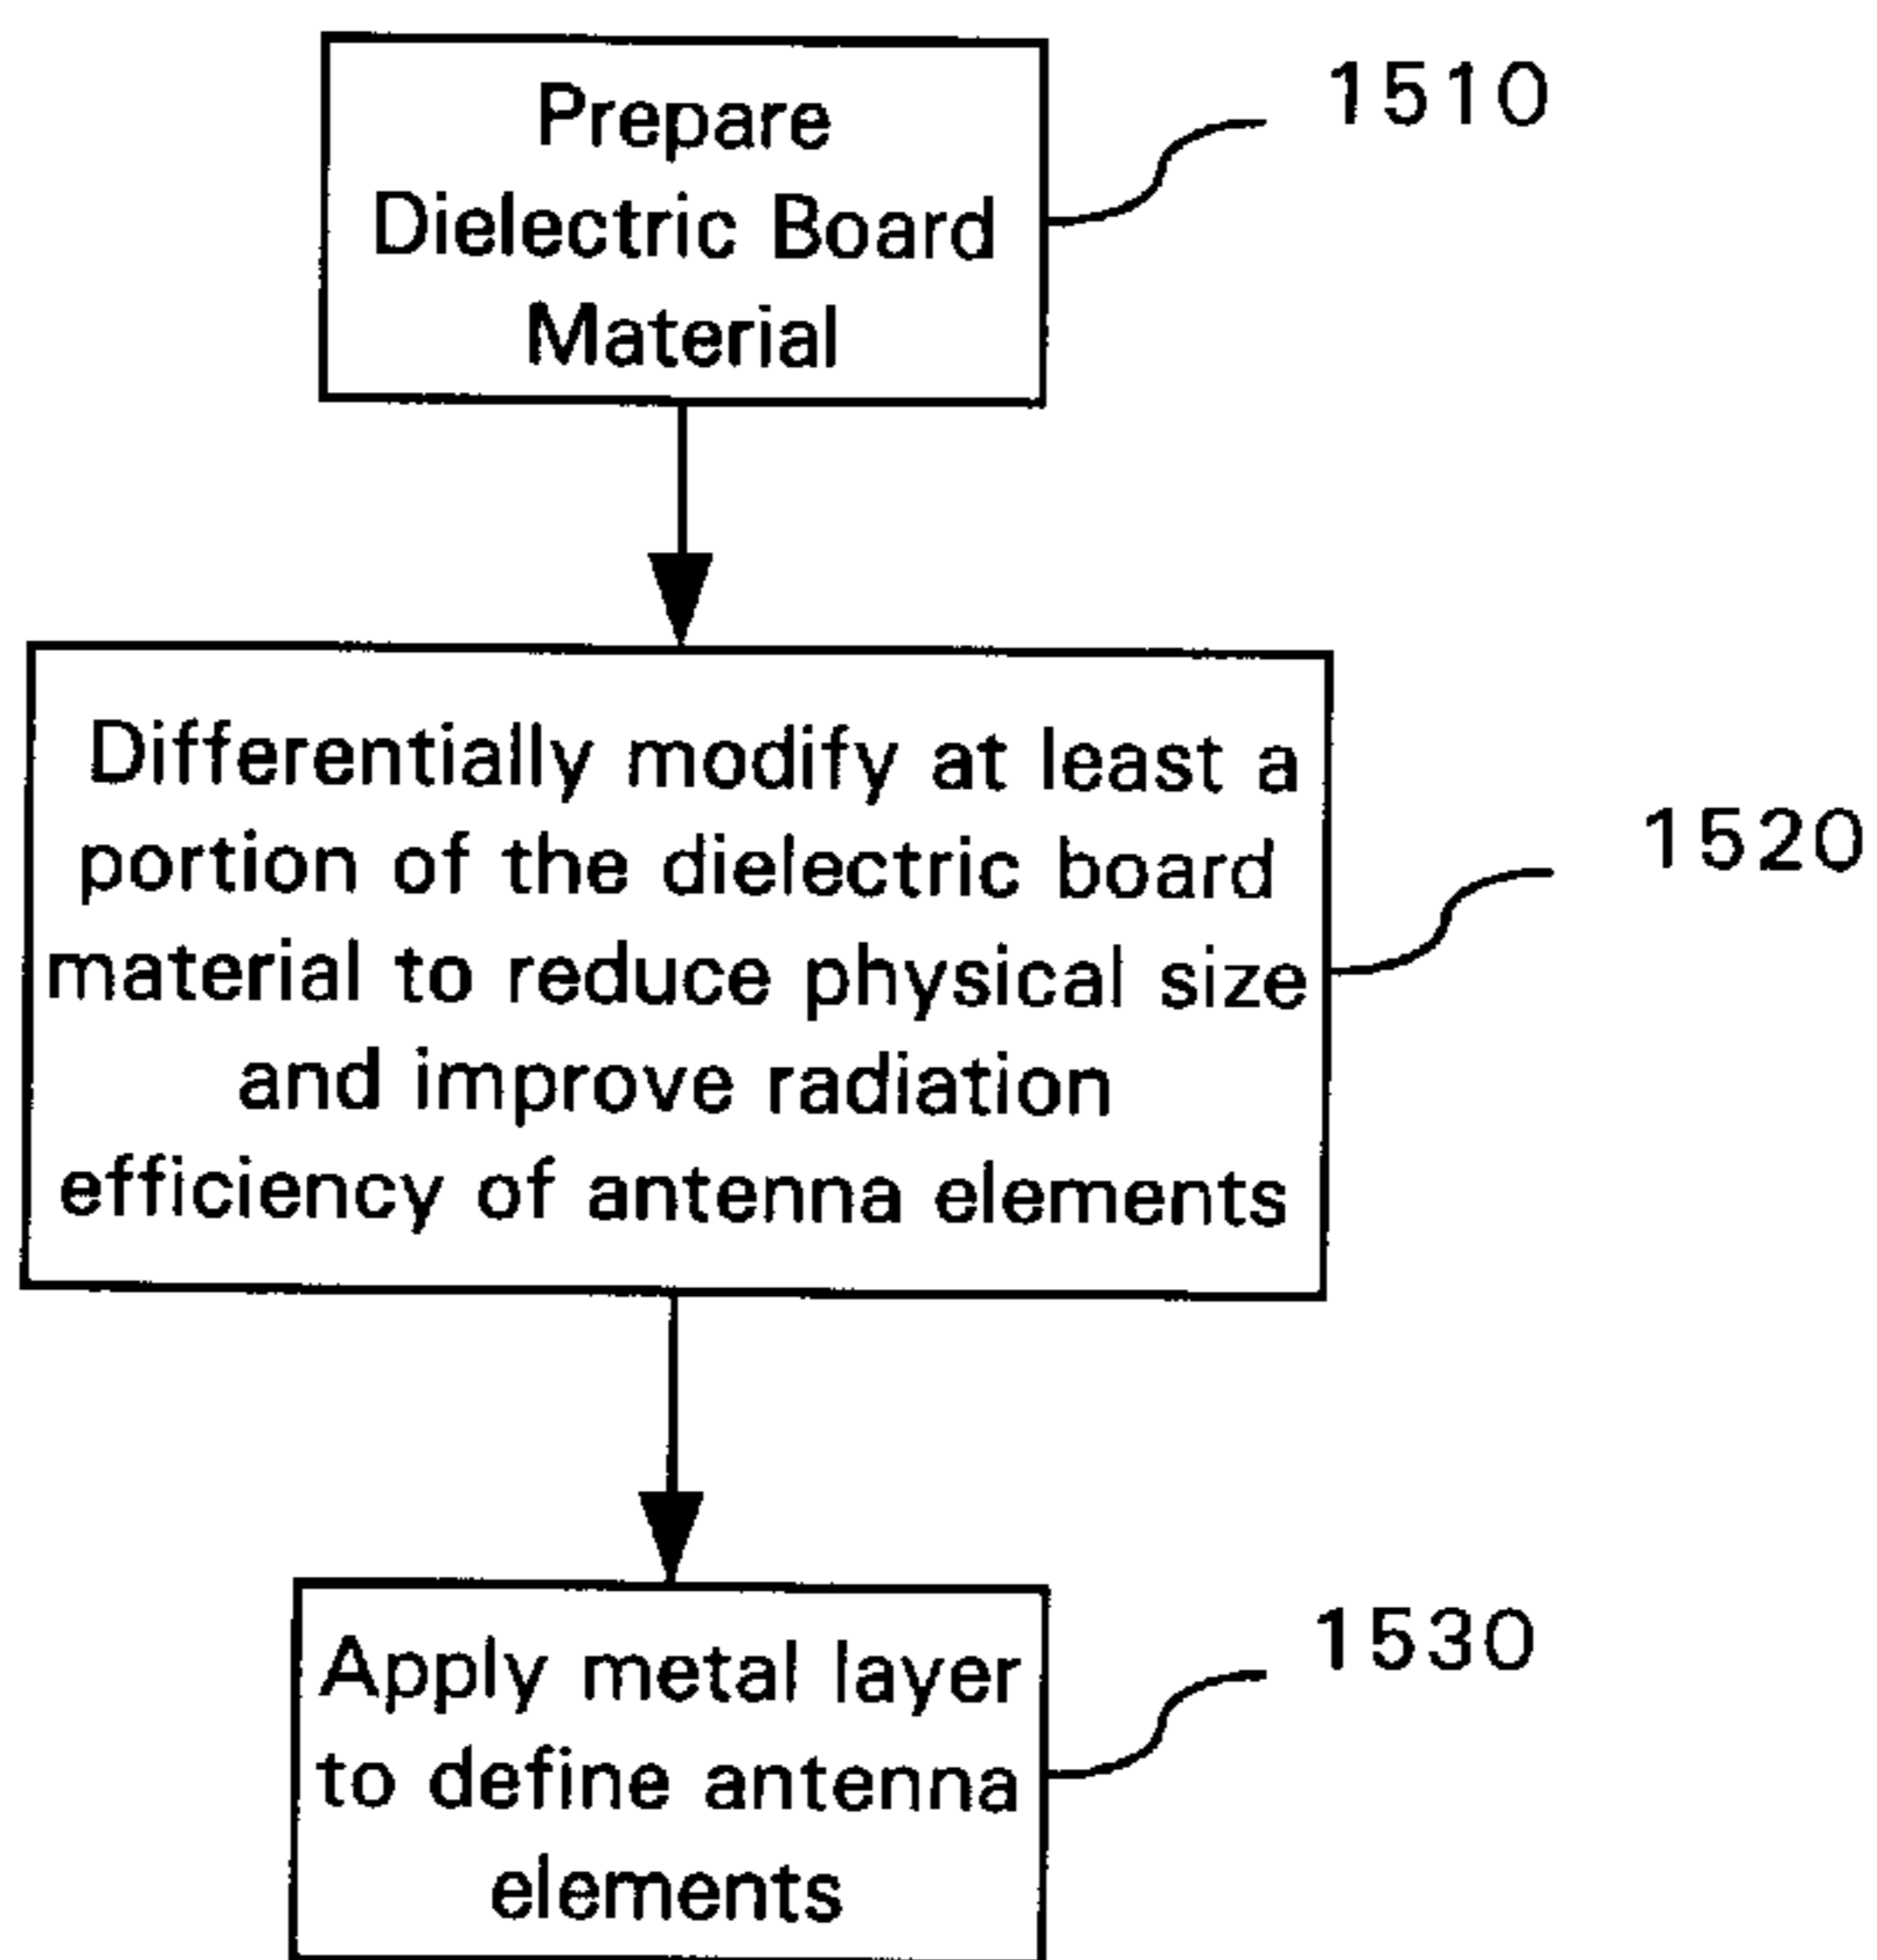 Prepare
Dielectric Board
Material
1510
Differentially modify at least a
portion of the dielectric board
material to reduce physical size
and improve radiation
efficiency of antenna elements
1520
Apply metal layer
to define antenna
elements
1530